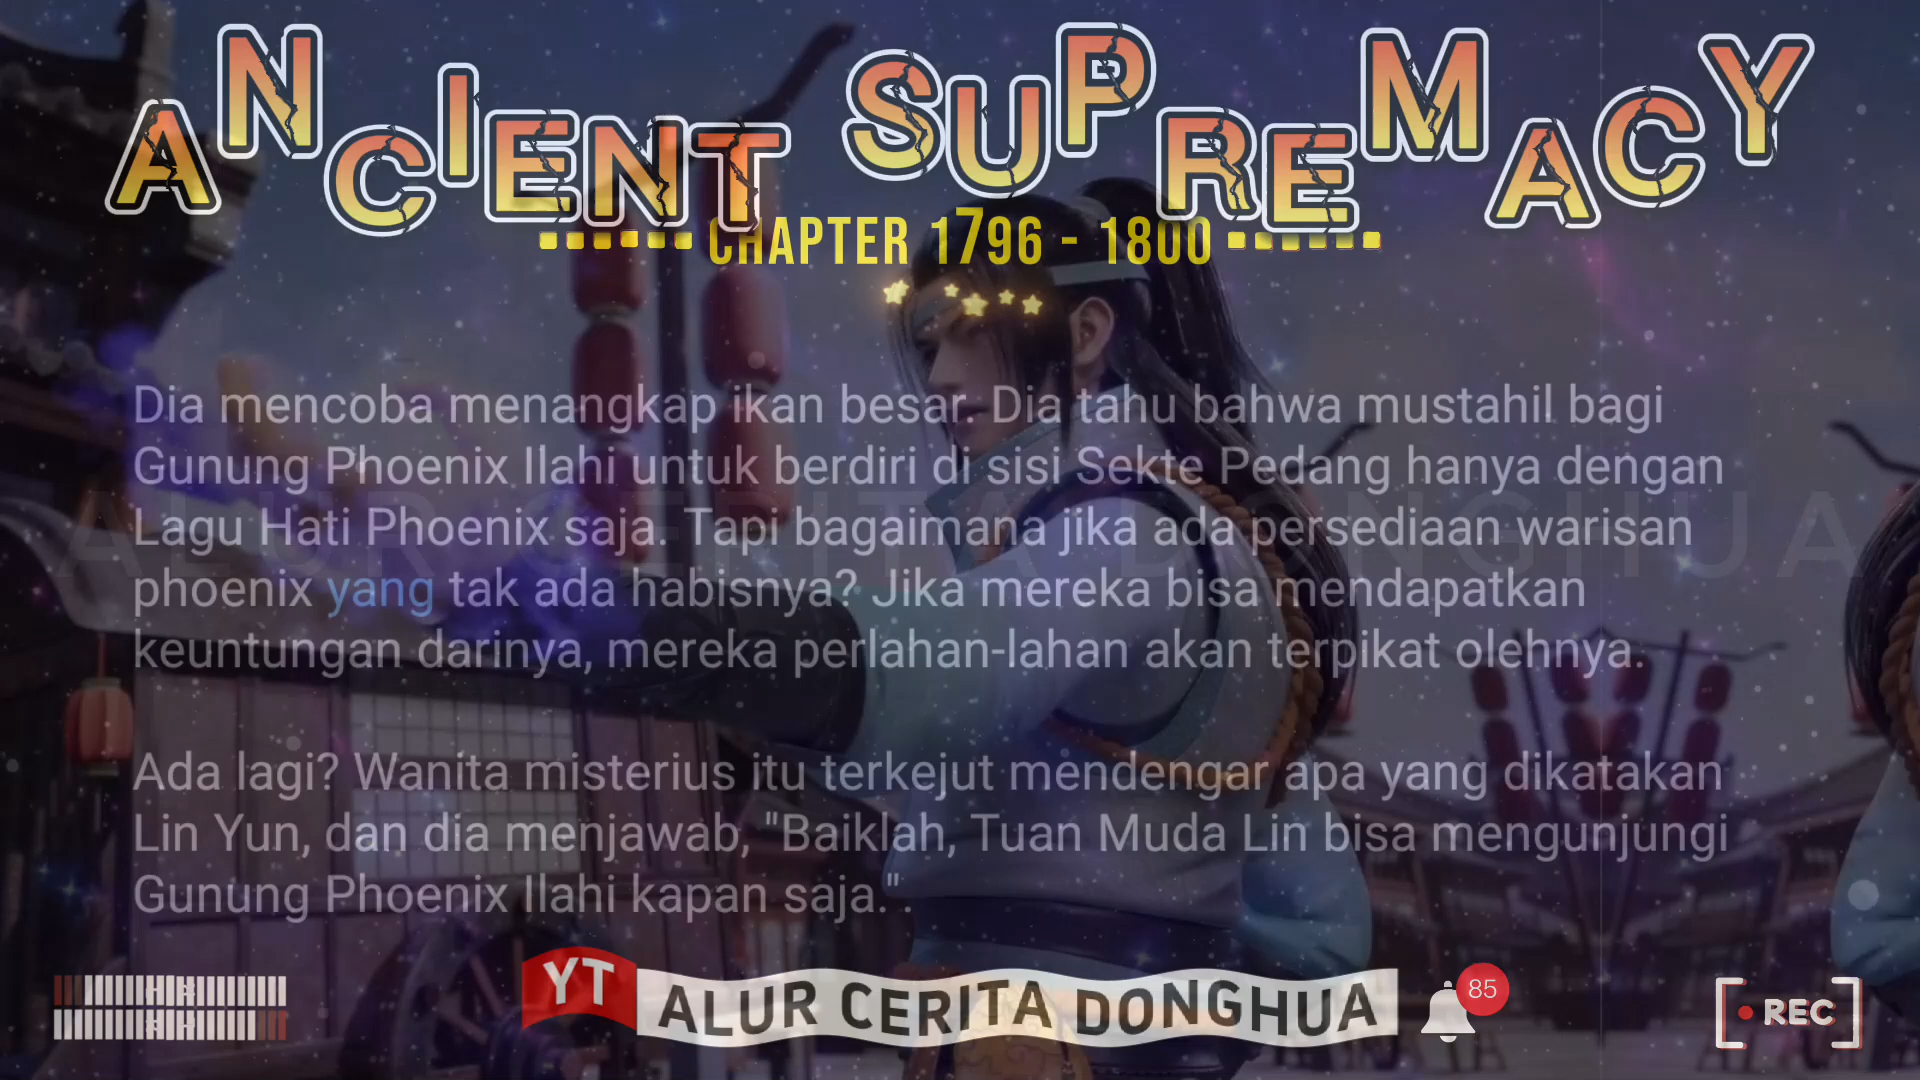 ANCIENT SUPREMACY
CHAPTER 1796 - 1800
Dia mencoba menangkap ikan besar. Dia tahu bahwa mustahil bagi
Gunung Phoenix Ilahi untuk berdiri di sisi Sekte Pedang hanya dengan
Lagu Hati Phoenix saja. Tapi bagaimana jika ada persediaan warisan
phoenix yang tak ada habisnya? Jika mereka bisa mendapatkan
keuntungan darinya, mereka perlahan-lahan akan terpikat olehnya.
Ada lagi? Wanita misterius itu terkejut mendengar apa yang dikatakan
Lin Yun, dan dia menjawab, "Baiklah, Tuan Muda Lin bisa mengunjungi
Gunung Phoenix Ilahi kapan saja." .
ALUR CERITA DONGHUA
YT ALUR CERITA DONGHUA
85
REC